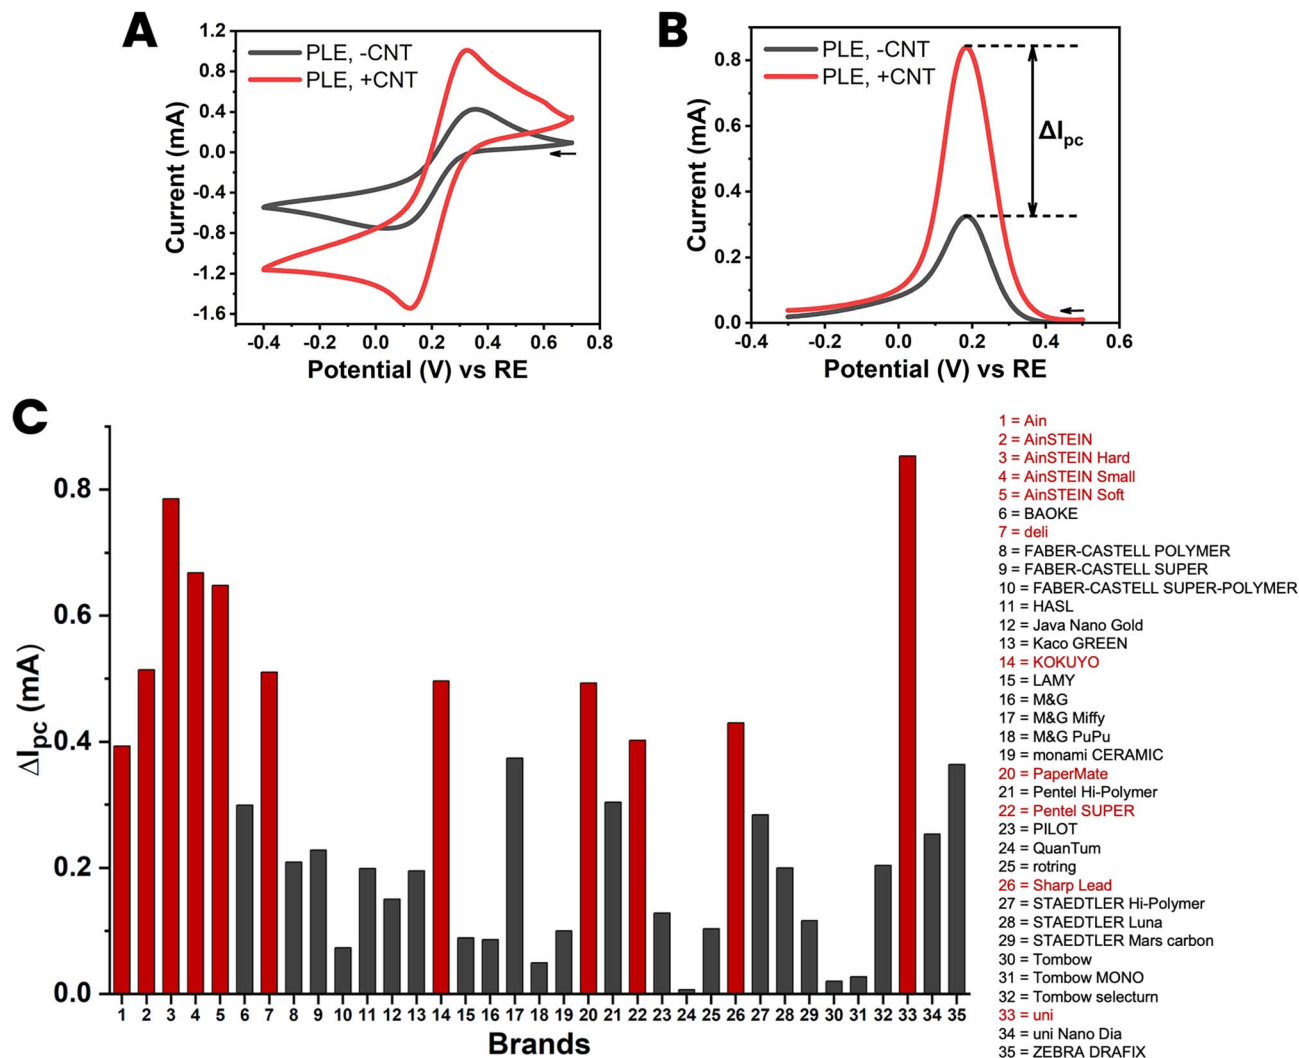 A
1.2
0.8
0.4
0.0
-0.4
-0.8
-1.2
-1.6
Current (mA)
PLE, -CNT
PLE, +CNT
-0.4 -0.2 0.0 0.2 0.4 0.6 0.8
Potential (V) vs RE
B
0.8
0.6
0.4
0.2
0.0
Current (mA)
PLE, -CNT
PLE, +CNT
ΔIpc
-0.4 -0.2 0.0 0.2 0.4 0.6
Potential (V) vs RE
C
0.8
0.6
0.4
0.2
0.0
ΔIpc (mA)
1 2 3 4 5 6 7 8 9 10 11 12 13 14 15 16 17 18 19 20 21 22 23 24 25 26 27 28 29 30 31 32 33 34 35
Brands
1 = Ain
2 = AinSTEIN
3 = AinSTEIN Hard
4 = AinSTEIN Small
5 = AinSTEIN Soft
6 = BAOKE
7 = deli
8 = FABER-CASTELL POLYMER
9 = FABER-CASTELL SUPER
10 = FABER-CASTELL SUPER-POLYMER
11 = HASL
12 = Java Nano Gold
13 = Kaco GREEN
14 = KOKUYO
15 = LAMY
16 = M&G
17 = M&G Miffy
18 = M&G PuPu
19 = monami CERAMIC
20 = PaperMate
21 = Pentel Hi-Polymer
22 = Pentel SUPER
23 = PILOT
24 = QuanTum
25 = rotring
26 = Sharp Lead
27 = STAEDTLER Hi-Polymer
28 = STAEDTLER Luna
29 = STAEDTLER Mars carbon
30 = Tombow
31 = Tombow MONO
32 = Tombow selecturn
33 = uni
34 = uni Nano Dia
35 = ZEBRA DRAFIX